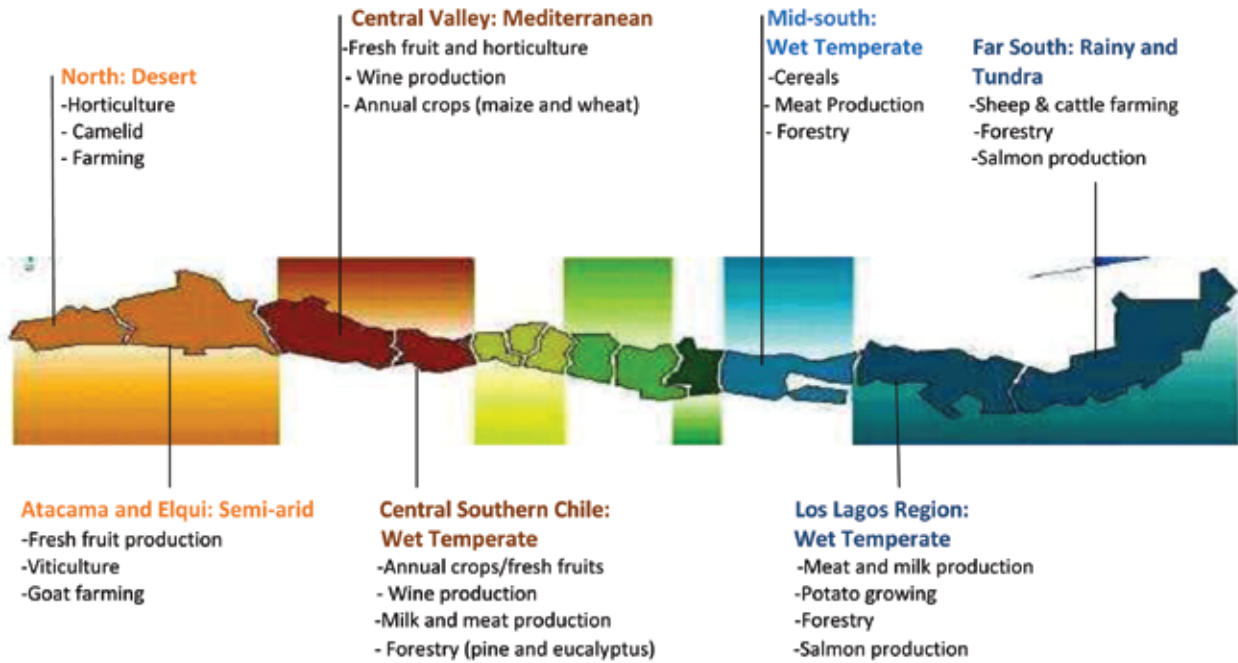 North: Desert
-Horticulture
- Camelid
- Farming
Central Valley: Mediterranean
-Fresh fruit and horticulture
- Wine production
- Annual crops (maize and wheat)
Mid-south:
Wet Temperate
-Cereals
- Meat Production
- Forestry
Far South: Rainy and
Tundra
-Sheep & cattle farming
-Forestry
-Salmon production
Atacama and Elqui: Semi-arid
-Fresh fruit production
-Viticulture
-Goat farming
Central Southern Chile:
Wet Temperate
-Annual crops/fresh fruits
- Wine production
-Milk and meat production
- Forestry (pine and eucalyptus)
Los Lagos Region:
Wet Temperate
-Meat and milk production
-Potato growing
-Forestry
-Salmon production